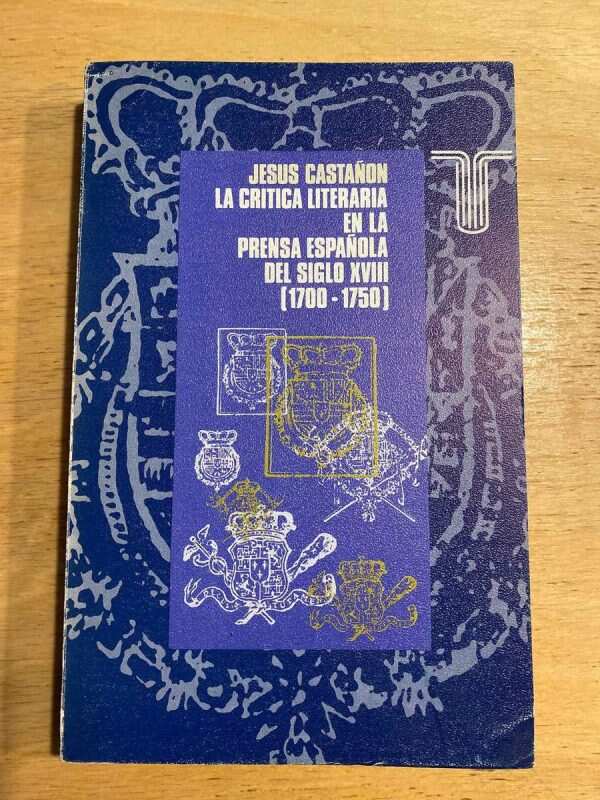 JESUS CASTAÑON
LA CRITICA LITERARIA
EN LA
PRENSA ESPAÑOLA
DEL SIGLO XVIII
(1700-1750)